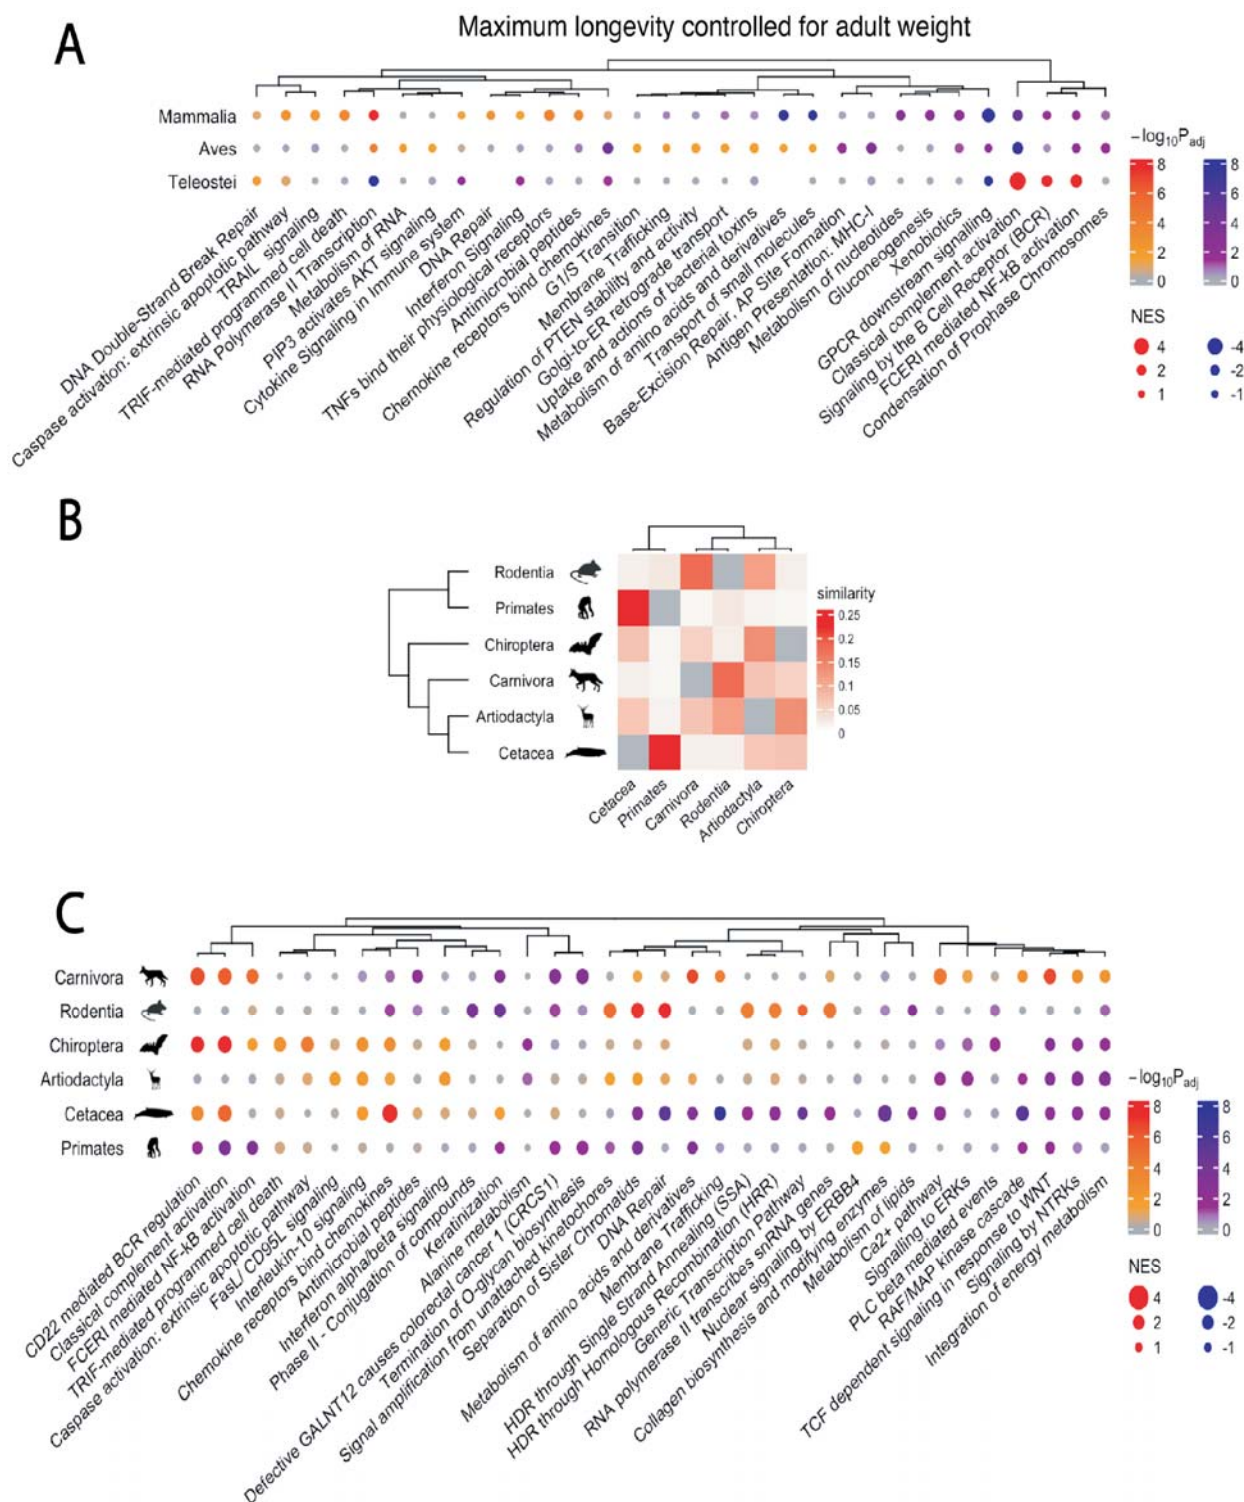 A
Maximum longevity controlled for adult weight
Mammalia
Aves
Teleostei
DNA Double-Strand Break Repair
Caspase activation: extrinsic apoptotic pathway
TRAIL signaling
TRIF-mediated programmed cell death
RNA Polymerase II Transcription
Metabolism of RNA
PIP3 activates AKT signaling
Cytokine Signaling in Immune system
DNA Repair
Interferon Signaling
TNFs bind their physiological receptors
Antimicrobial peptides
Chemokine receptors bind chemokines
G1/S Transition
Membrane Trafficking
Regulation of PTEN stability and activity
Golgi-to-ER retrograde transport
Uptake and actions of bacterial toxins
Metabolism of amino acids and derivatives
Transport of small molecules
Base-Excision Repair, AP Site Formation
Antigen Presentation: MHC-I
Metabolism of nucleotides
Gluconeogenesis
Xenobiotics
GPCR downstream signalling
Classical complement activation
Signaling by the B Cell Receptor (BCR)
FCERI mediated NF-kB activation
Condensation of Prophase Chromosomes
−log10Padj
8 8
6 6
4 4
2 2
0 0
NES
4 -4
2 -2
1 -1
B
Rodentia
Primates
Chiroptera
Carnivora
Artiodactyla
Cetacea
similarity
0.25
0.2
0.15
0.1
0.05
0
Cetacea
Primates
Carnivora
Rodentia
Artiodactyla
Chiroptera
C
Carnivora
Rodentia
Chiroptera
Artiodactyla
Cetacea
Primates
CD22 mediated BCR regulation
Classical complement activation
FCERI mediated NF-kB activation
TRIF-mediated programmed cell death
Caspase activation: extrinsic apoptotic pathway
FasL/ CD95L signaling
Interleukin-10 signaling
Chemokine receptors bind chemokines
Antimicrobial peptides
Interferon alpha/beta signaling
Phase II - Conjugation of compounds
Keratinization
Alanine metabolism
Defective GALNT12 causes colorectal cancer 1 (CRCS1)
Termination of O-glycan biosynthesis
Signal amplification from unattached kinetochores
Separation of Sister Chromatids
DNA Repair
Metabolism of amino acids and derivatives
Membrane Trafficking
HDR through Single Strand Annealing (SSA)
HDR through Homologous Recombination (HRR)
Generic Transcription Pathway
RNA polymerase II transcribes snRNA genes
Nuclear signaling by ERBB4
Collagen biosynthesis and modifying enzymes
Metabolism of lipids
Ca2+ pathway
Signalling to ERKs
PLC beta mediated events
RAF/MAP kinase cascade
TCF dependent signaling in response to WNT
Signaling by NTRKs
Integration of energy metabolism
−log10Padj
8 8
6 6
4 4
2 2
0 0
NES
4 -4
2 -2
1 -1